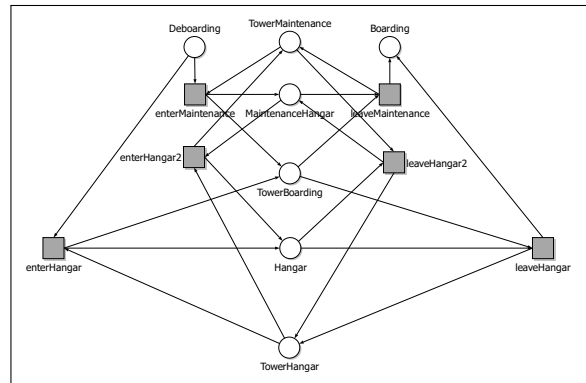 TowerMaintenance
Deboarding
Boarding
enterMaintenance
MaintenanceHangar
leaveMaintenance
enterHangar2
leaveHangar2
TowerBoarding
enterHangar
Hangar
leaveHangar
TowerHangar